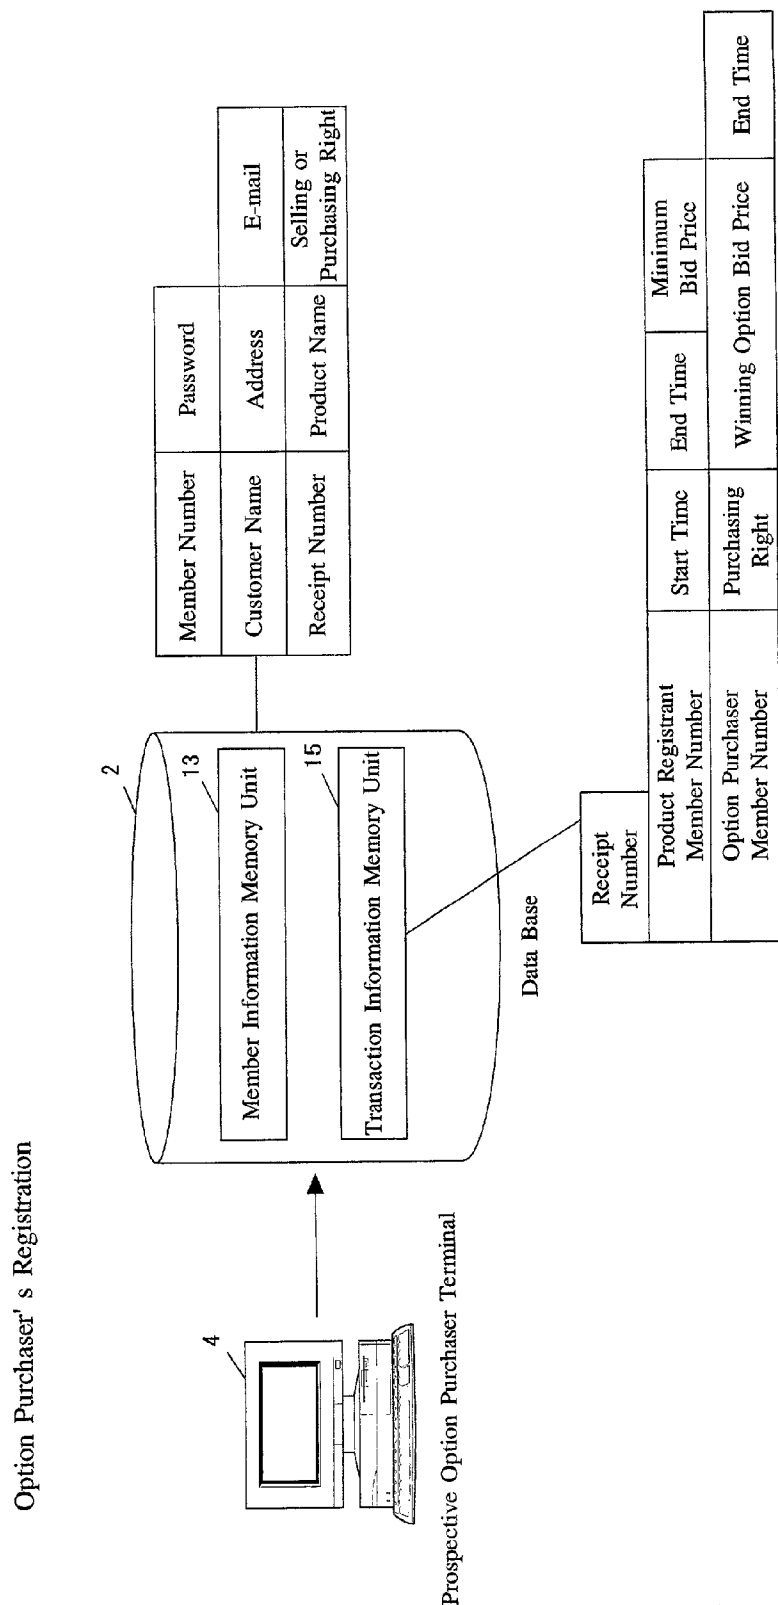 Option Purchaser' s Registration
4
Prospective Option Purchaser Terminal
2
13
Member Information Memory Unit
15
Transaction Information Memory Unit
Data Base
Member Number
Password
Customer Name
Address
E-mail
Receipt Number
Product Name
Selling or
Purchasing Right
Receipt
Number
Product Registrant
Member Number
Start Time
End Time
Minimum
Bid Price
Option Purchaser
Member Number
Purchasing
Right
Winning Option Bid Price
End Time